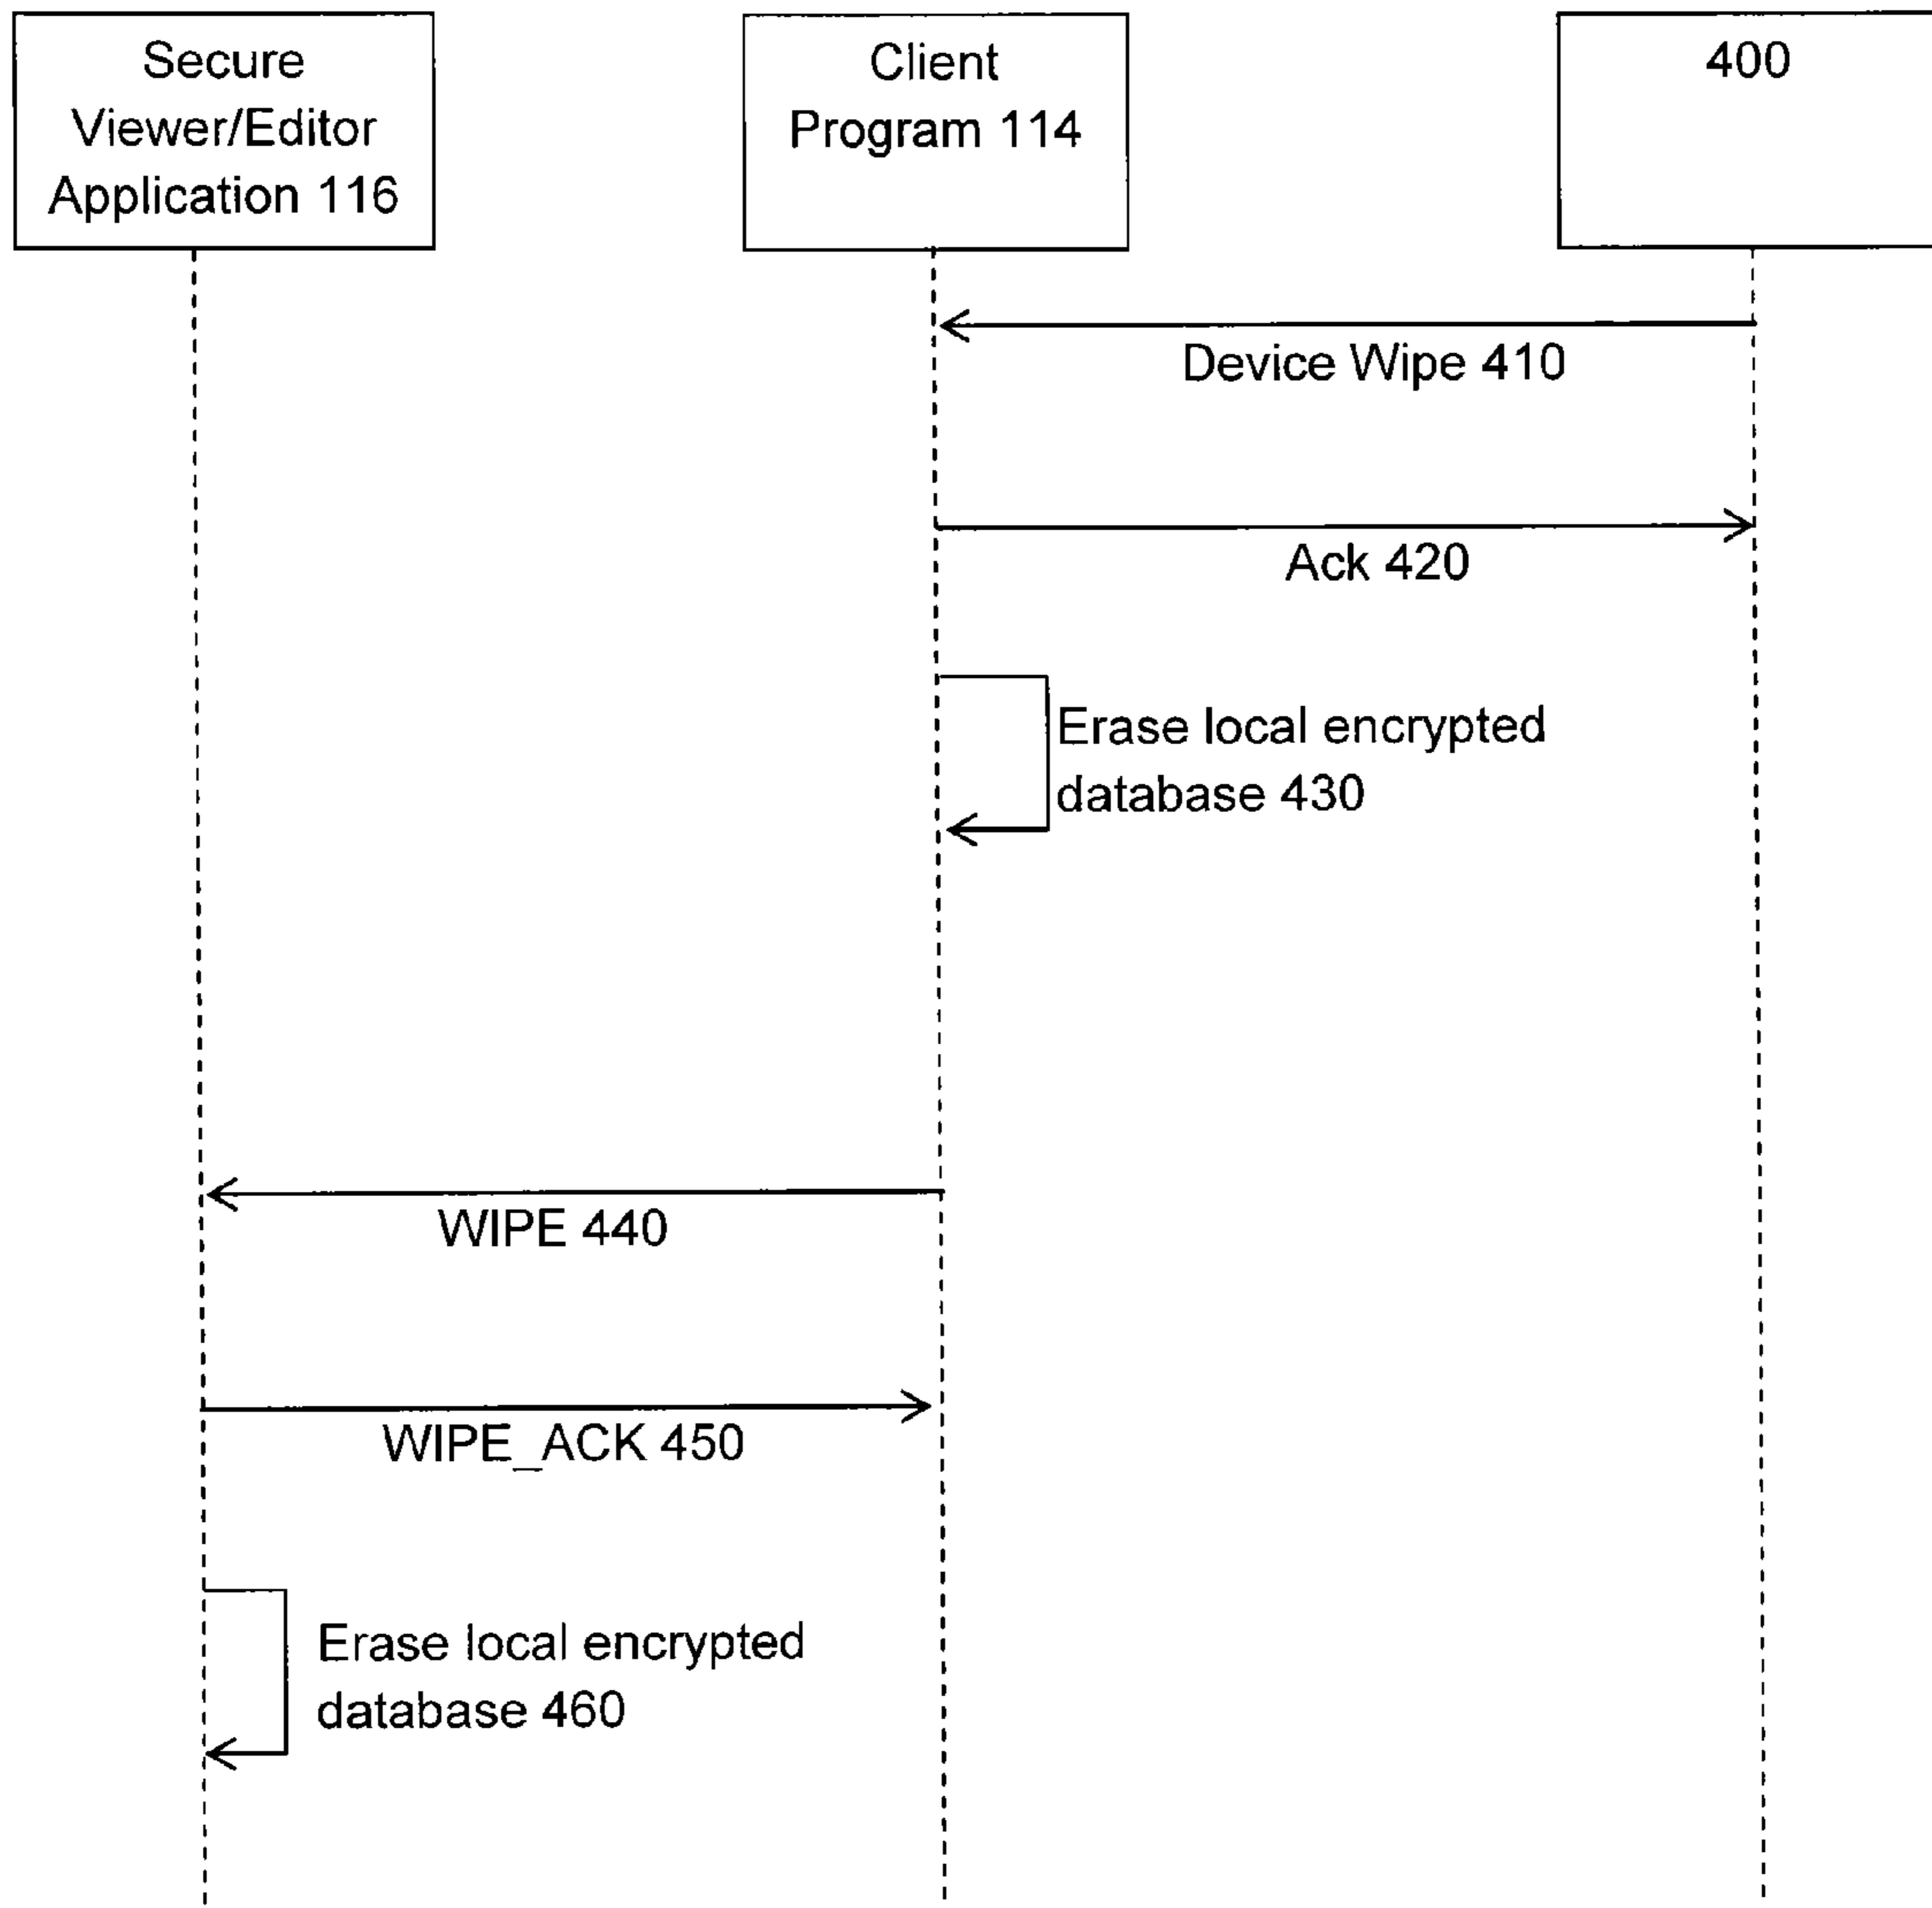 Secure
Viewer/Editor
Application 116
Client
Program 114
400
Device Wipe 410
Ack 420
Erase local encrypted
database 430
WIPE 440
WIPE_ACK 450
Erase local encrypted
database 460